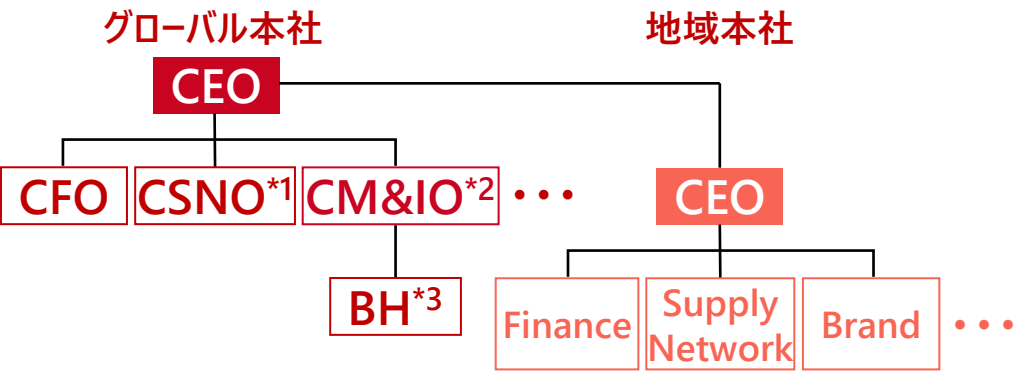 グローバル本社
地域本社
CEO
CFO
CSNO*1
CM&IO*2
・・・
CEO
BH*3
Finance
Supply
Network
Brand
・・・